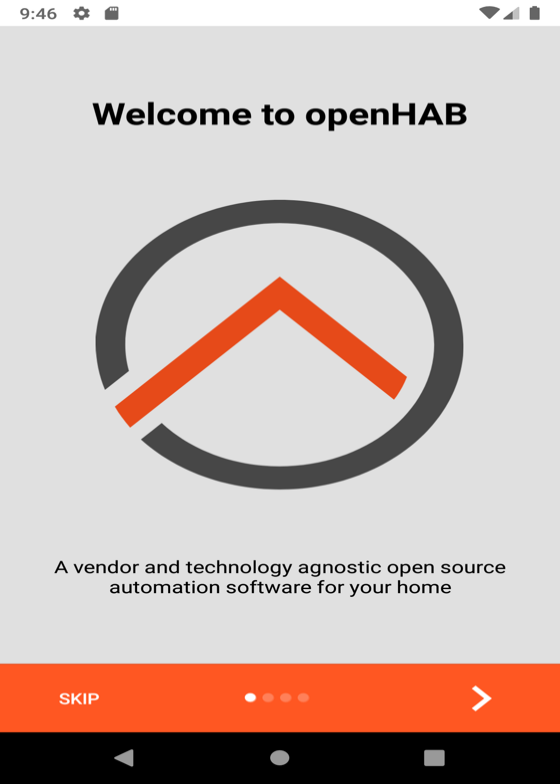 9:46
Welcome to openHAB
A vendor and technology agnostic open source
automation software for your home
SKIP